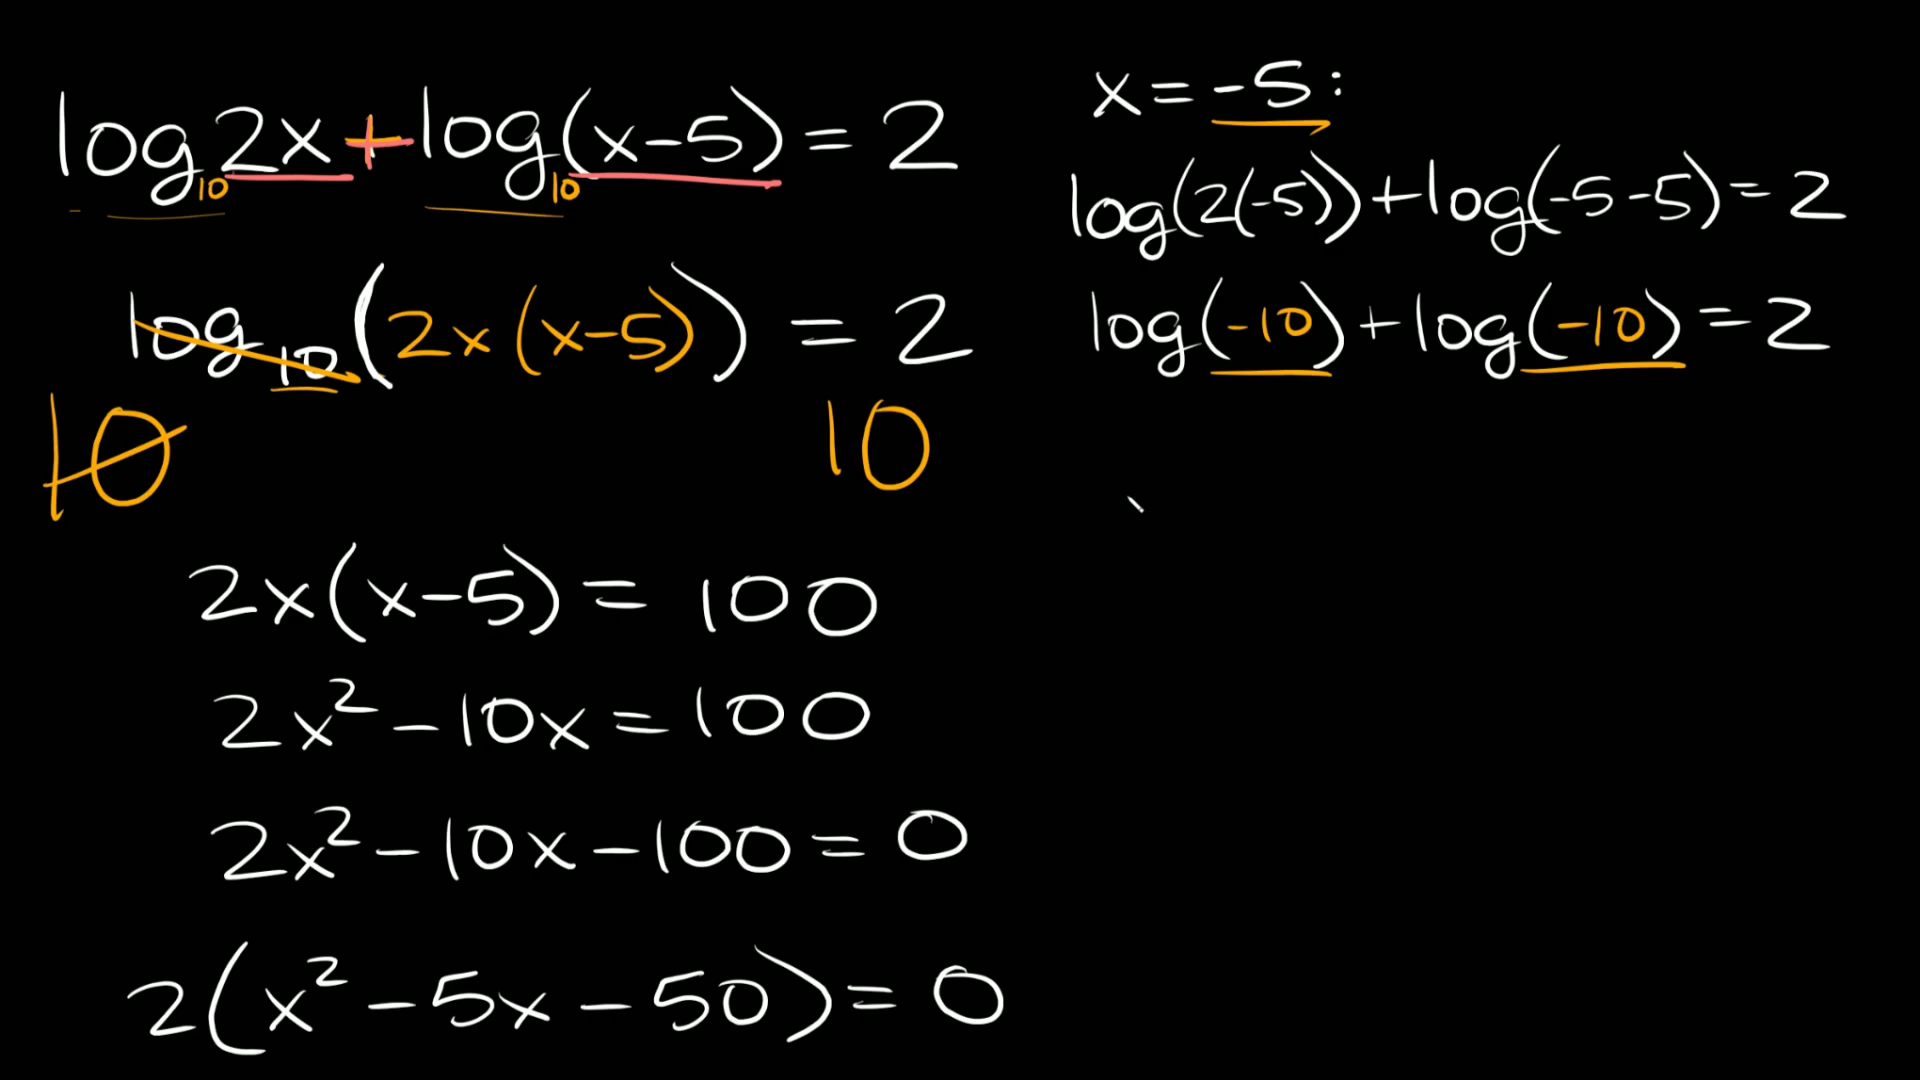 log₁₀2x+log₁₀(x-5)=2
log₁₀(2x(x-5))=2
10 10
2x(x-5)=100
2x²-10x=100
2x²-10x-100=0
2(x²-5x-50)=0
x=-5:
log(2(-5))+log(-5-5)=2
log(-10)+log(-10)=2